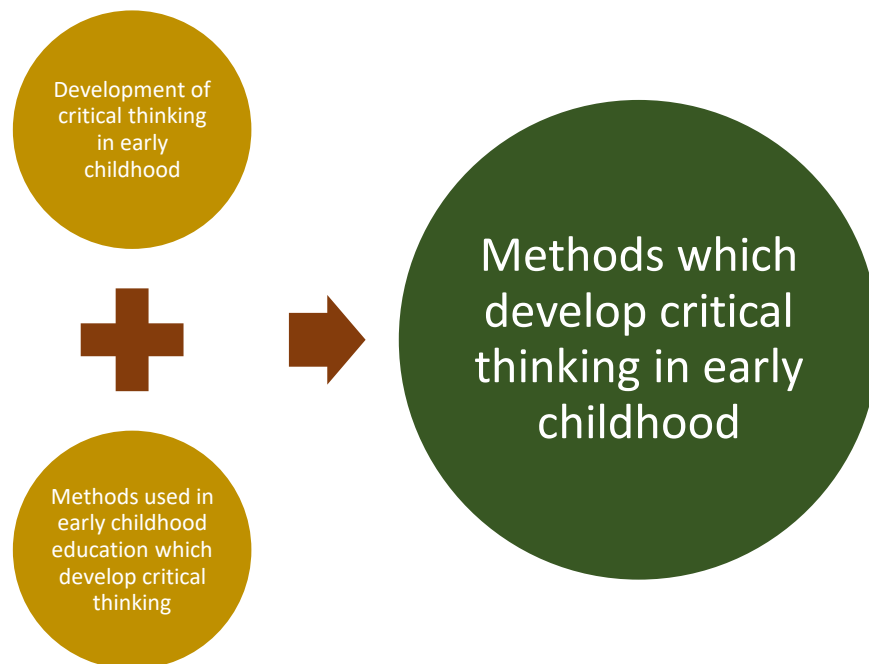 Development of
critical thinking
in early
childhood
Methods used in
early childhood
education which
develop critical
thinking
Methods which
develop critical
thinking in early
childhood